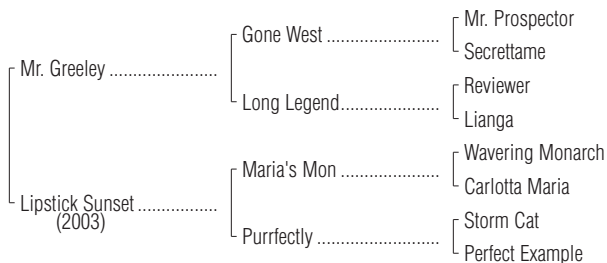 Mr. Prospector
Gone West ......................
Secrettame
Mr. Greeley .....................
Reviewer
Long Legend...................
Lianga
Wavering Monarch
Maria's Mon ...................
Carlotta Maria
Lipstick Sunset ...............
(2003)
Storm Cat
Purrfectly ........................
Perfect Example